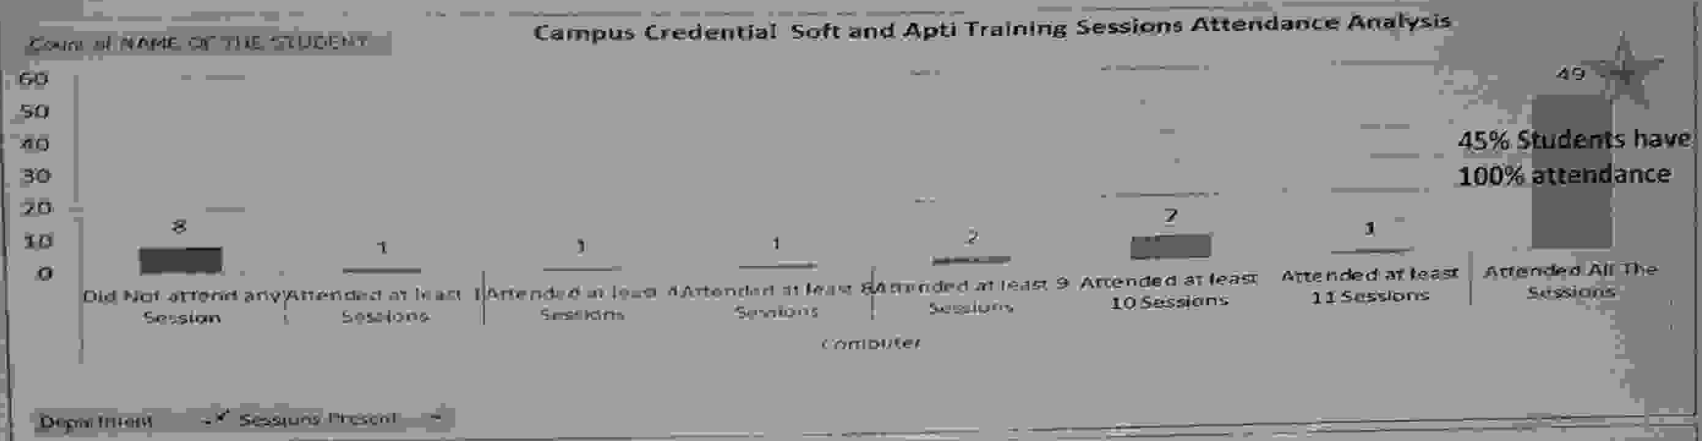 Campus Credential Soft and Apti Training Sessions Attendance Analysis
Count of NAME OF THE STUDENT
60
50
40
30
20
10
0
8
1
1
1
2
7
1
49
45% Students have
100% attendance
Did Not attend any
Session
Attended at least 1
Sessions
Attended at least 4
Sessions
Attended at least 8
Sessions
Attended at least 9
Sessions
Attended at least
10 Sessions
Attended at least
11 Sessions
Attended All The
Sessions
Computer
Department
Sessions Present